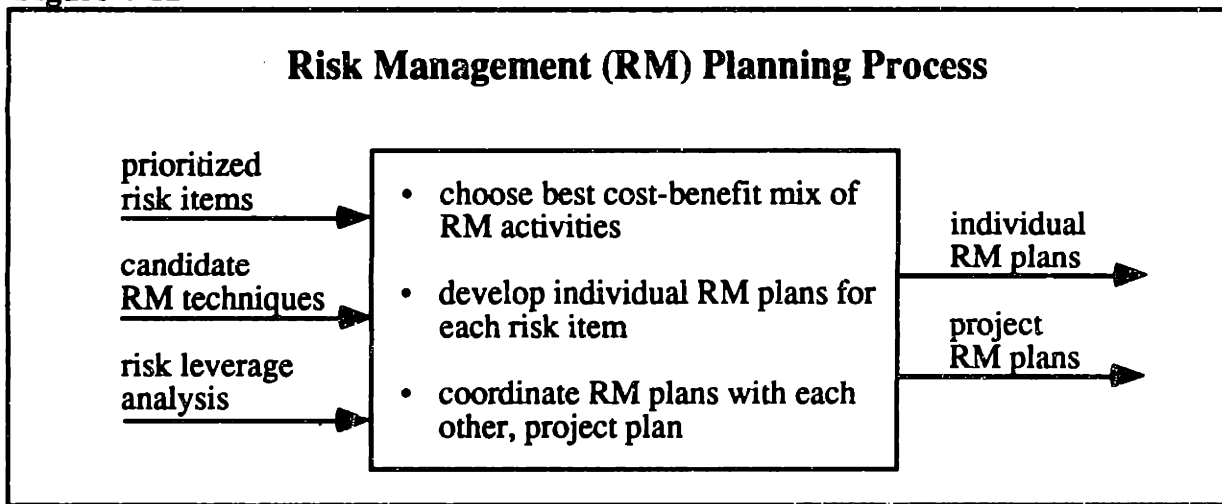 Risk Management (RM) Planning Process
prioritized
risk items
candidate
RM techniques
risk leverage
analysis
• choose best cost-benefit mix of
RM activities
• develop individual RM plans for
each risk item
• coordinate RM plans with each
other, project plan
individual
RM plans
project
RM plans